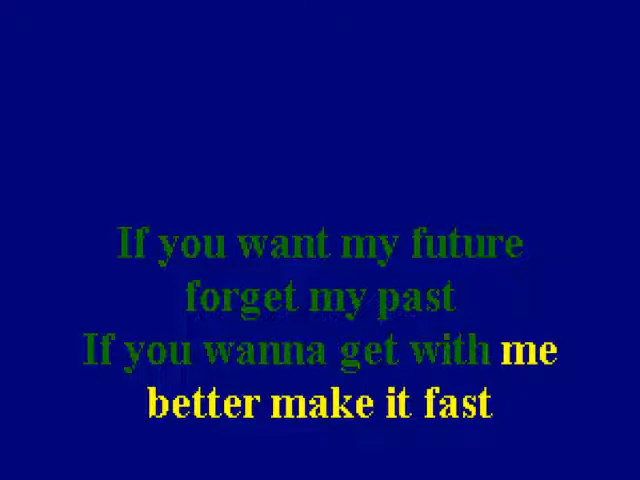 If you want my future
forget my past
If you wanna get with me
better make it fast